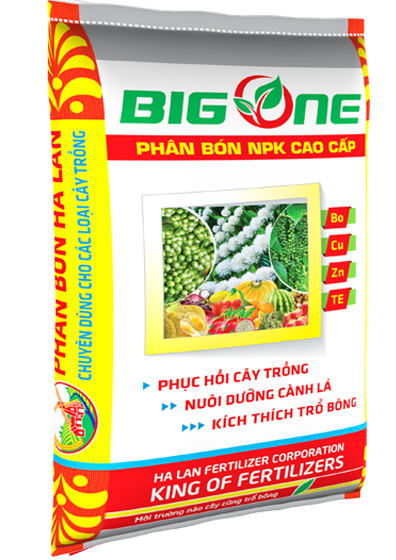 BIG ONE
PHÂN BÓN NPK CAO CẤP
Bo
Cu
Zn
TE
PHỤC HỒI CÂY TRỒNG
NUÔI DƯỠNG CÀNH LÁ
KÍCH THÍCH TRỔ BÔNG
HA LAN FERTILIZER CORPORATION
KING OF FERTILIZERS
Môi trường nào cây cũng trổ bông
PHÂN BÓN HÀ LAN
CHUYÊN DÙNG CHO CÁC LOẠI CÂY TRỒNG